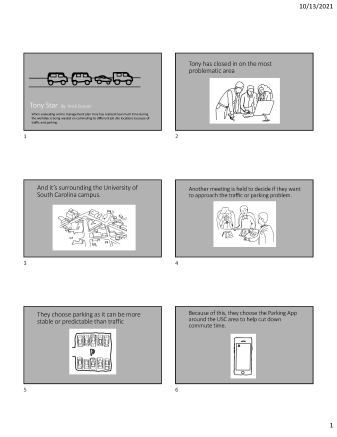 10/13/2021
Tony Star
When evaluating victims management plan Tony has realized how much time during
the workday is being wasted on commuting to different job site locations because of
traffic and parking.
1
Tony has closed in on the most
problematic area
2
And it's surrounding the University of
South Carolina campus.
3
Another meeting is held to decide if they want
to approach the traffic or parking problem.
4
They choose parking as it can be more
stable or predictable than traffic
5
Because of this, they choose the Parking App
around the USC area to help cut down
commute time.
6
1